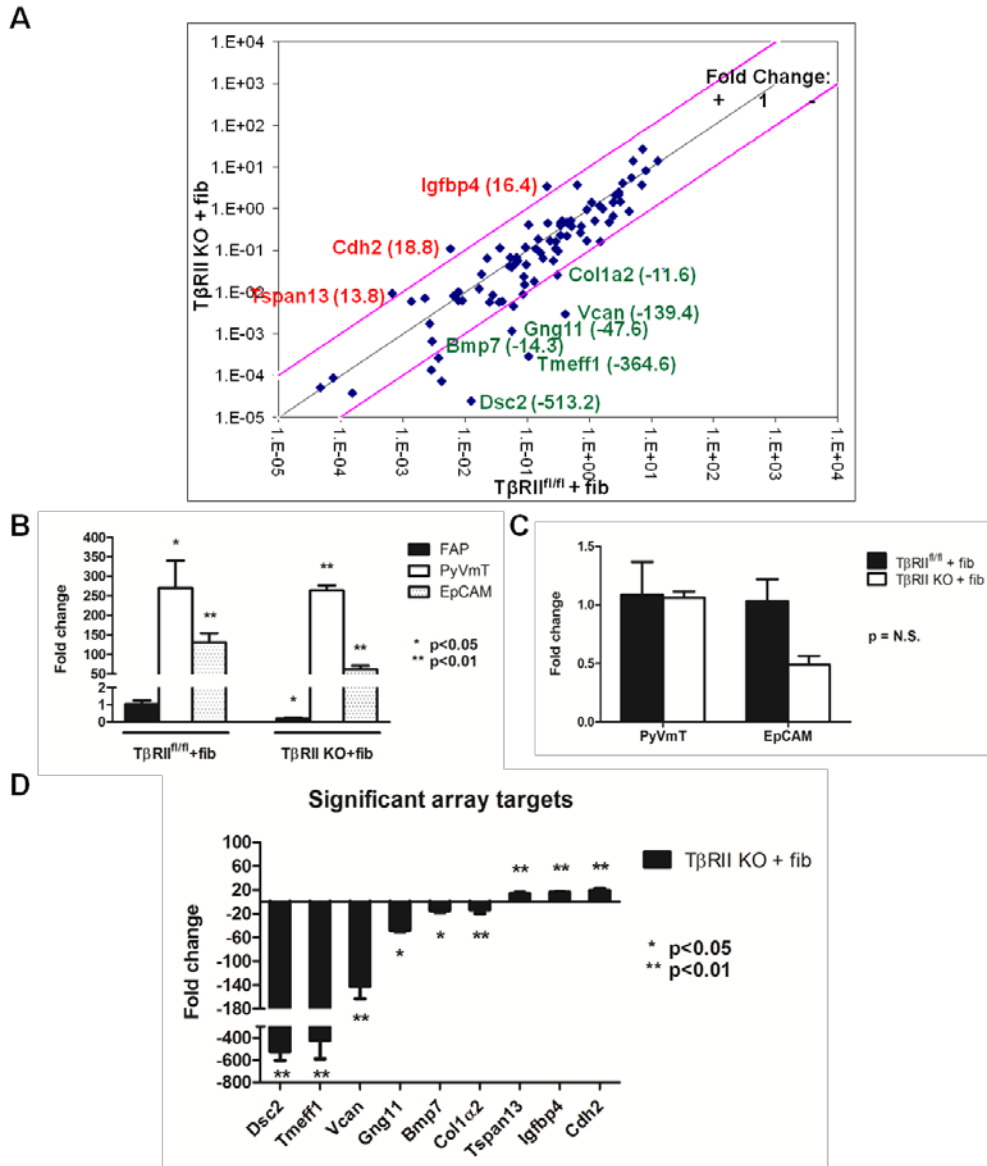 A
1.E+04
1.E+03
1.E+02
1.E+01
1.E+00
1.E-01
1.E-02
1.E-03
1.E-04
1.E-05
TβRII KO + fib
Fold Change:
+ 1 -
Igfbp4 (16.4)
Cdh2 (18.8)
Tspan13 (13.8)
Col1a2 (-11.6)
Vcan (-139.4)
Gng11 (-47.6)
Bmp7 (-14.3)
Tmeff1 (-364.6)
Dsc2 (-513.2)
1.E-05
1.E-04
1.E-03
1.E-02
1.E-01
1.E+00
1.E+01
1.E+02
1.E+03
1.E+04
TβRII fl/fl + fib
B
Fold change
400
350
300
250
200
150
100
50
2
1
0
*
**
**
**
*
FAP
PyVmT
EpCAM
* p<0.05
** p<0.01
TβRII fl/fl+fib
TβRII KO+fib
C
Fold change
1.5
1.0
0.5
0.0
PyVmT
EpCAM
TβRII fl/fl + fib
TβRII KO + fib
p = N.S.
D
Significant array targets
Fold change
100
60
20
-20
-60
-100
-140
-180
-400
-600
-800
** ** **
* * **
**
** **
TβRII KO + fib
* p<0.05
** p<0.01
Dsc2
Tmeff1
Vcan
Gng11
Bmp7
Col1α2
Tspan13
Igfbp4
Cdh2